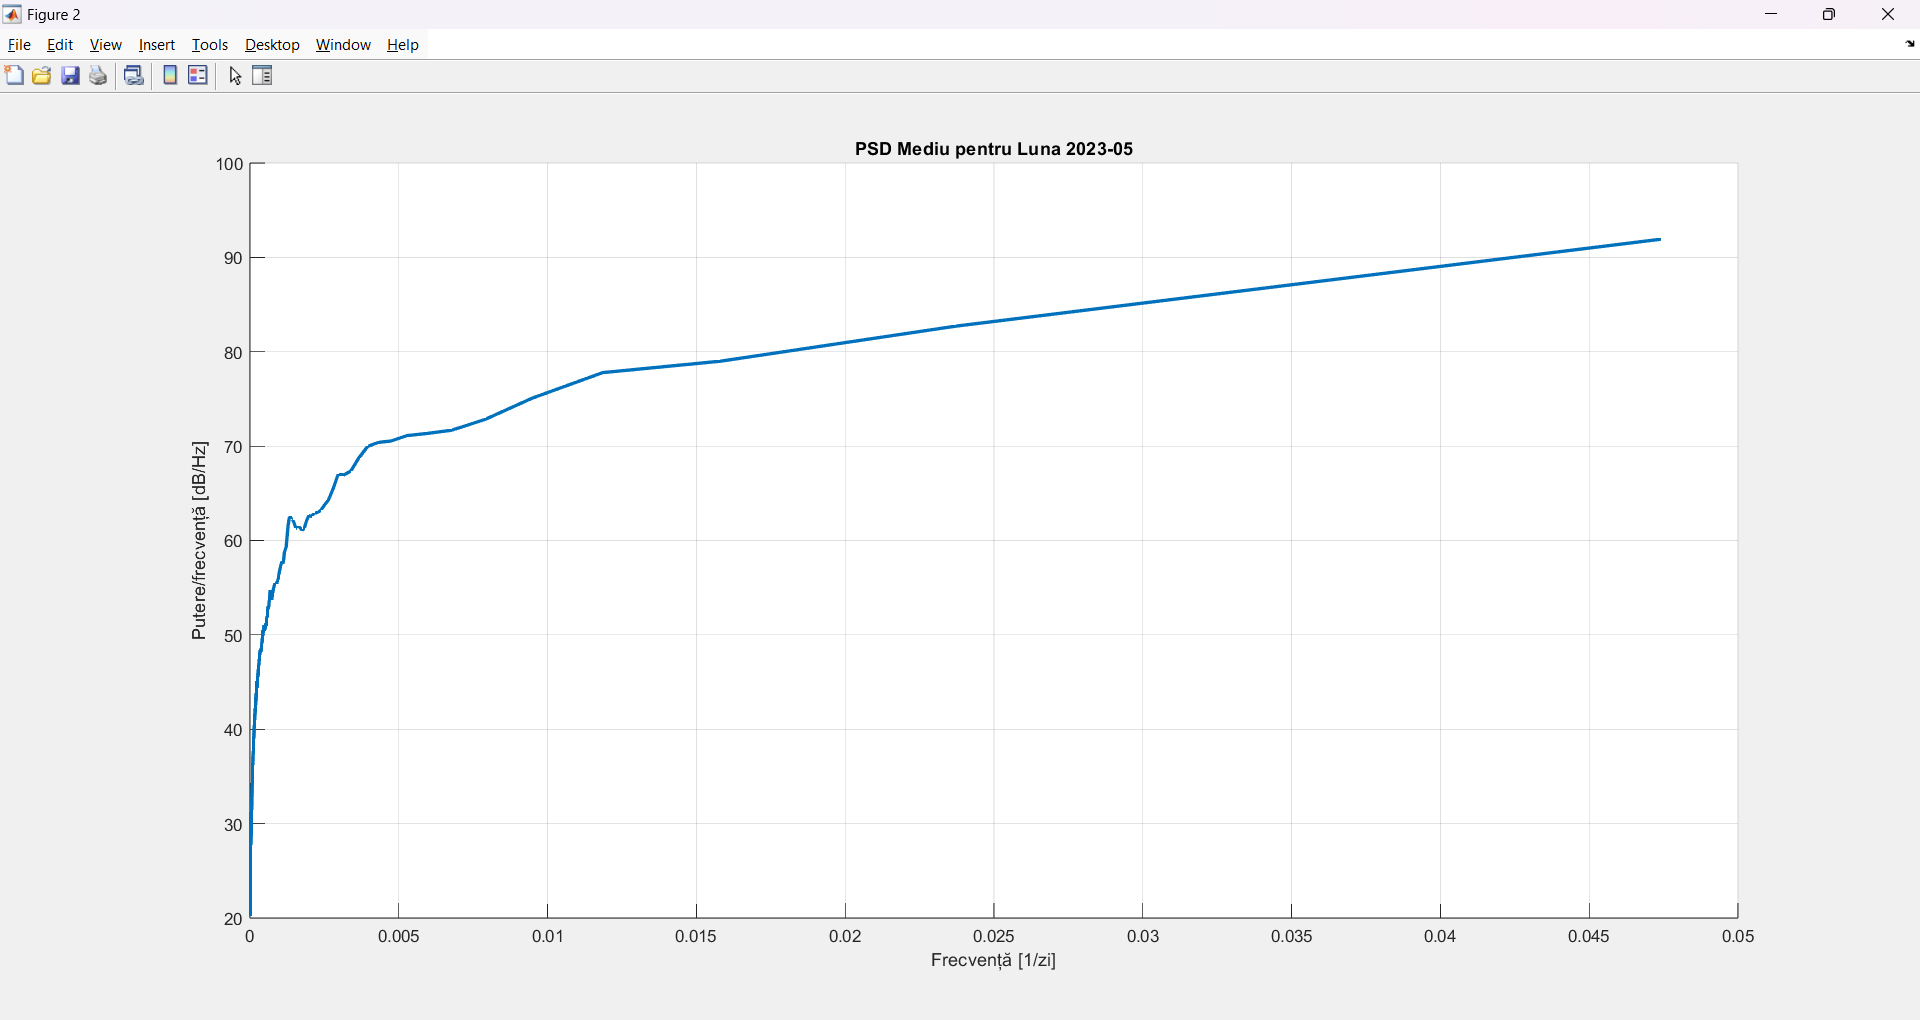 Figure 2
File Edit View Insert Tools Desktop Window Help
PSD Mediu pentru Luna 2023-05
100
90
80
70
60
50
40
30
20
Putere/frecvență [dB/Hz]
0 0.005 0.01 0.015 0.02 0.025 0.03 0.035 0.04 0.045 0.05
Frecvență [1/zi]